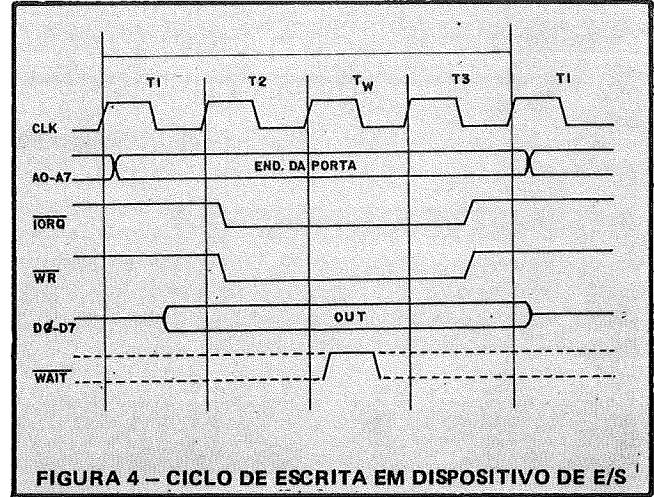 T1 T2 TW T3 T1
CLK
A0-A7 END. DA PORTA
IORQ
WR
DØ-D7 OUT
WAIT
FIGURA 4 – CICLO DE ESCRITA EM DISPOSITIVO DE E/S